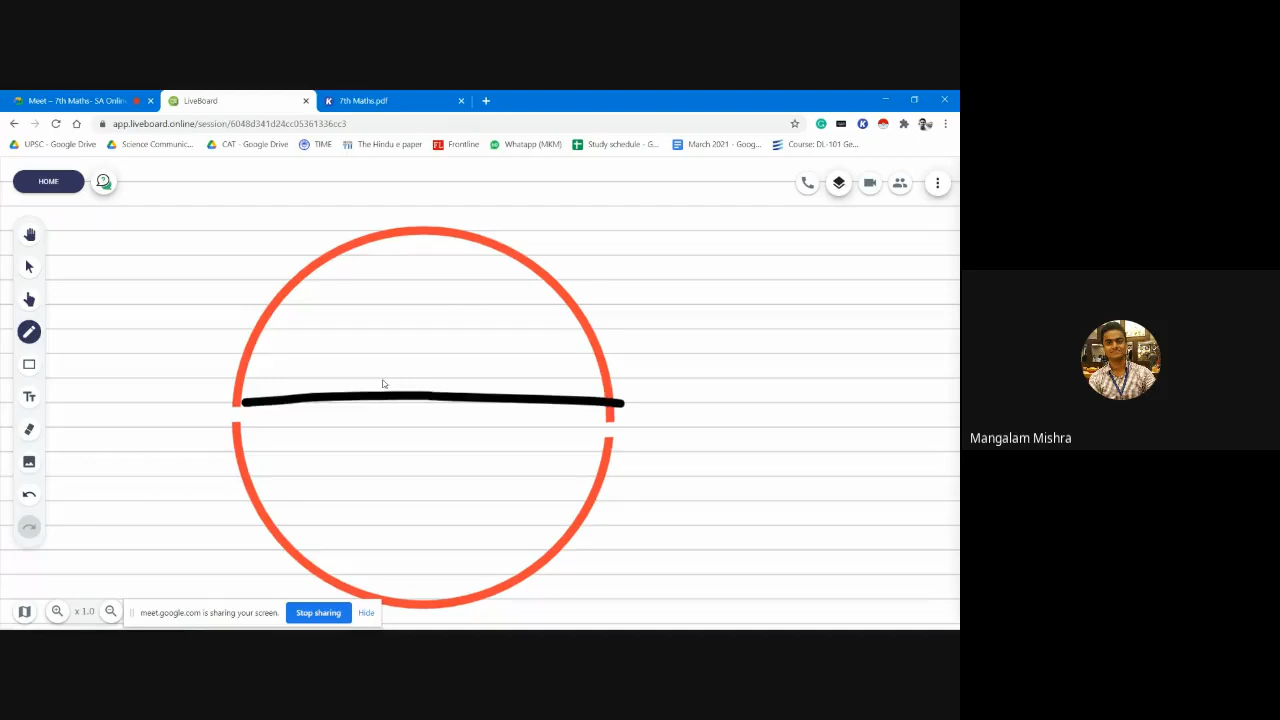 Meet – 7th Maths- SA Onlin
LiveBoard
7th Maths.pdf
app.liveboard.online/session/6048d341d24cc05361336cc3
UPSC - Google Drive
Science Communic...
CAT - Google Drive
TIME
The Hindu e paper
FL Frontline
Whatapp (MKM)
Study schedule - G...
March 2021 - Goog...
Course: DL-101 Ge...
HOME
Tт
Mangalam Mishra
x 1.0
meet.google.com is sharing your screen.
Stop sharing
Hide